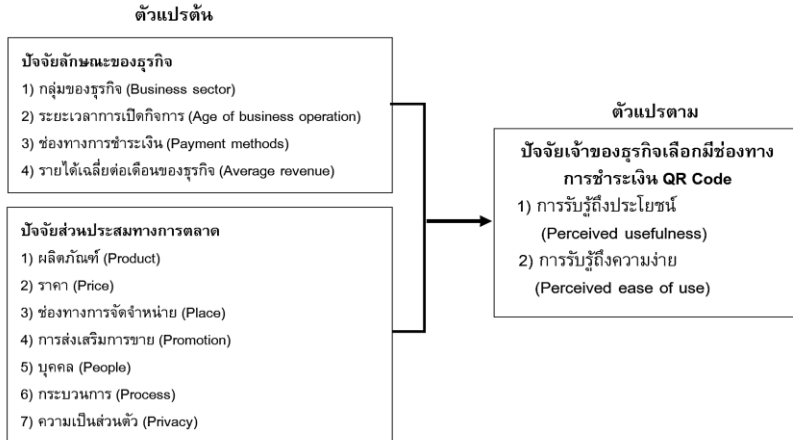 ตัวแปรต้น
ปัจจัยลักษณะของธุรกิจ
1) กลุ่มของธุรกิจ (Business sector)
2) ระยะเวลาการเปิดกิจการ (Age of business operation)
3) ช่องทางการชำระเงิน (Payment methods)
4) รายได้เฉลี่ยต่อเดือนของธุรกิจ (Average revenue)
ปัจจัยส่วนประสมทางการตลาด
1) ผลิตภัณฑ์ (Product)
2) ราคา (Price)
3) ช่องทางการจัดจำหน่าย (Place)
4) การส่งเสริมการขาย (Promotion)
5) บุคคล (People)
6) กระบวนการ (Process)
7) ความเป็นส่วนตัว (Privacy)
ตัวแปรตาม
ปัจจัยเจ้าของธุรกิจเลือกมีช่องทาง
การชำระเงิน QR Code
1) การรับรู้ถึงประโยชน์
(Perceived usefulness)
2) การรับรู้ถึงความง่าย
(Perceived ease of use)